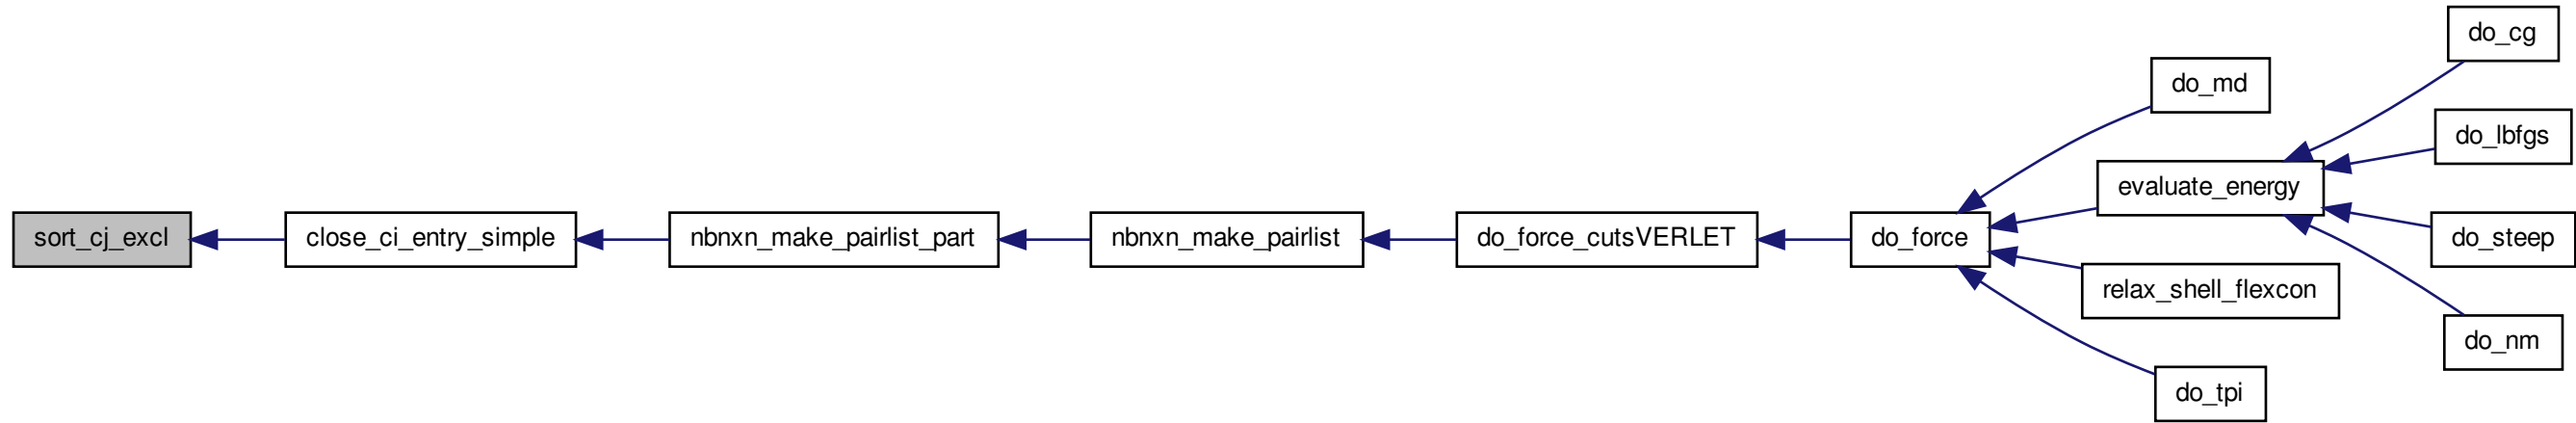 sort_cj_excl
close_ci_entry_simple
nbnxn_make_pairlist_part
nbnxn_make_pairlist
do_force_cutsVERLET
do_force
do_md
evaluate_energy
relax_shell_flexcon
do_tpi
do_cg
do_lbfgs
do_steep
do_nm